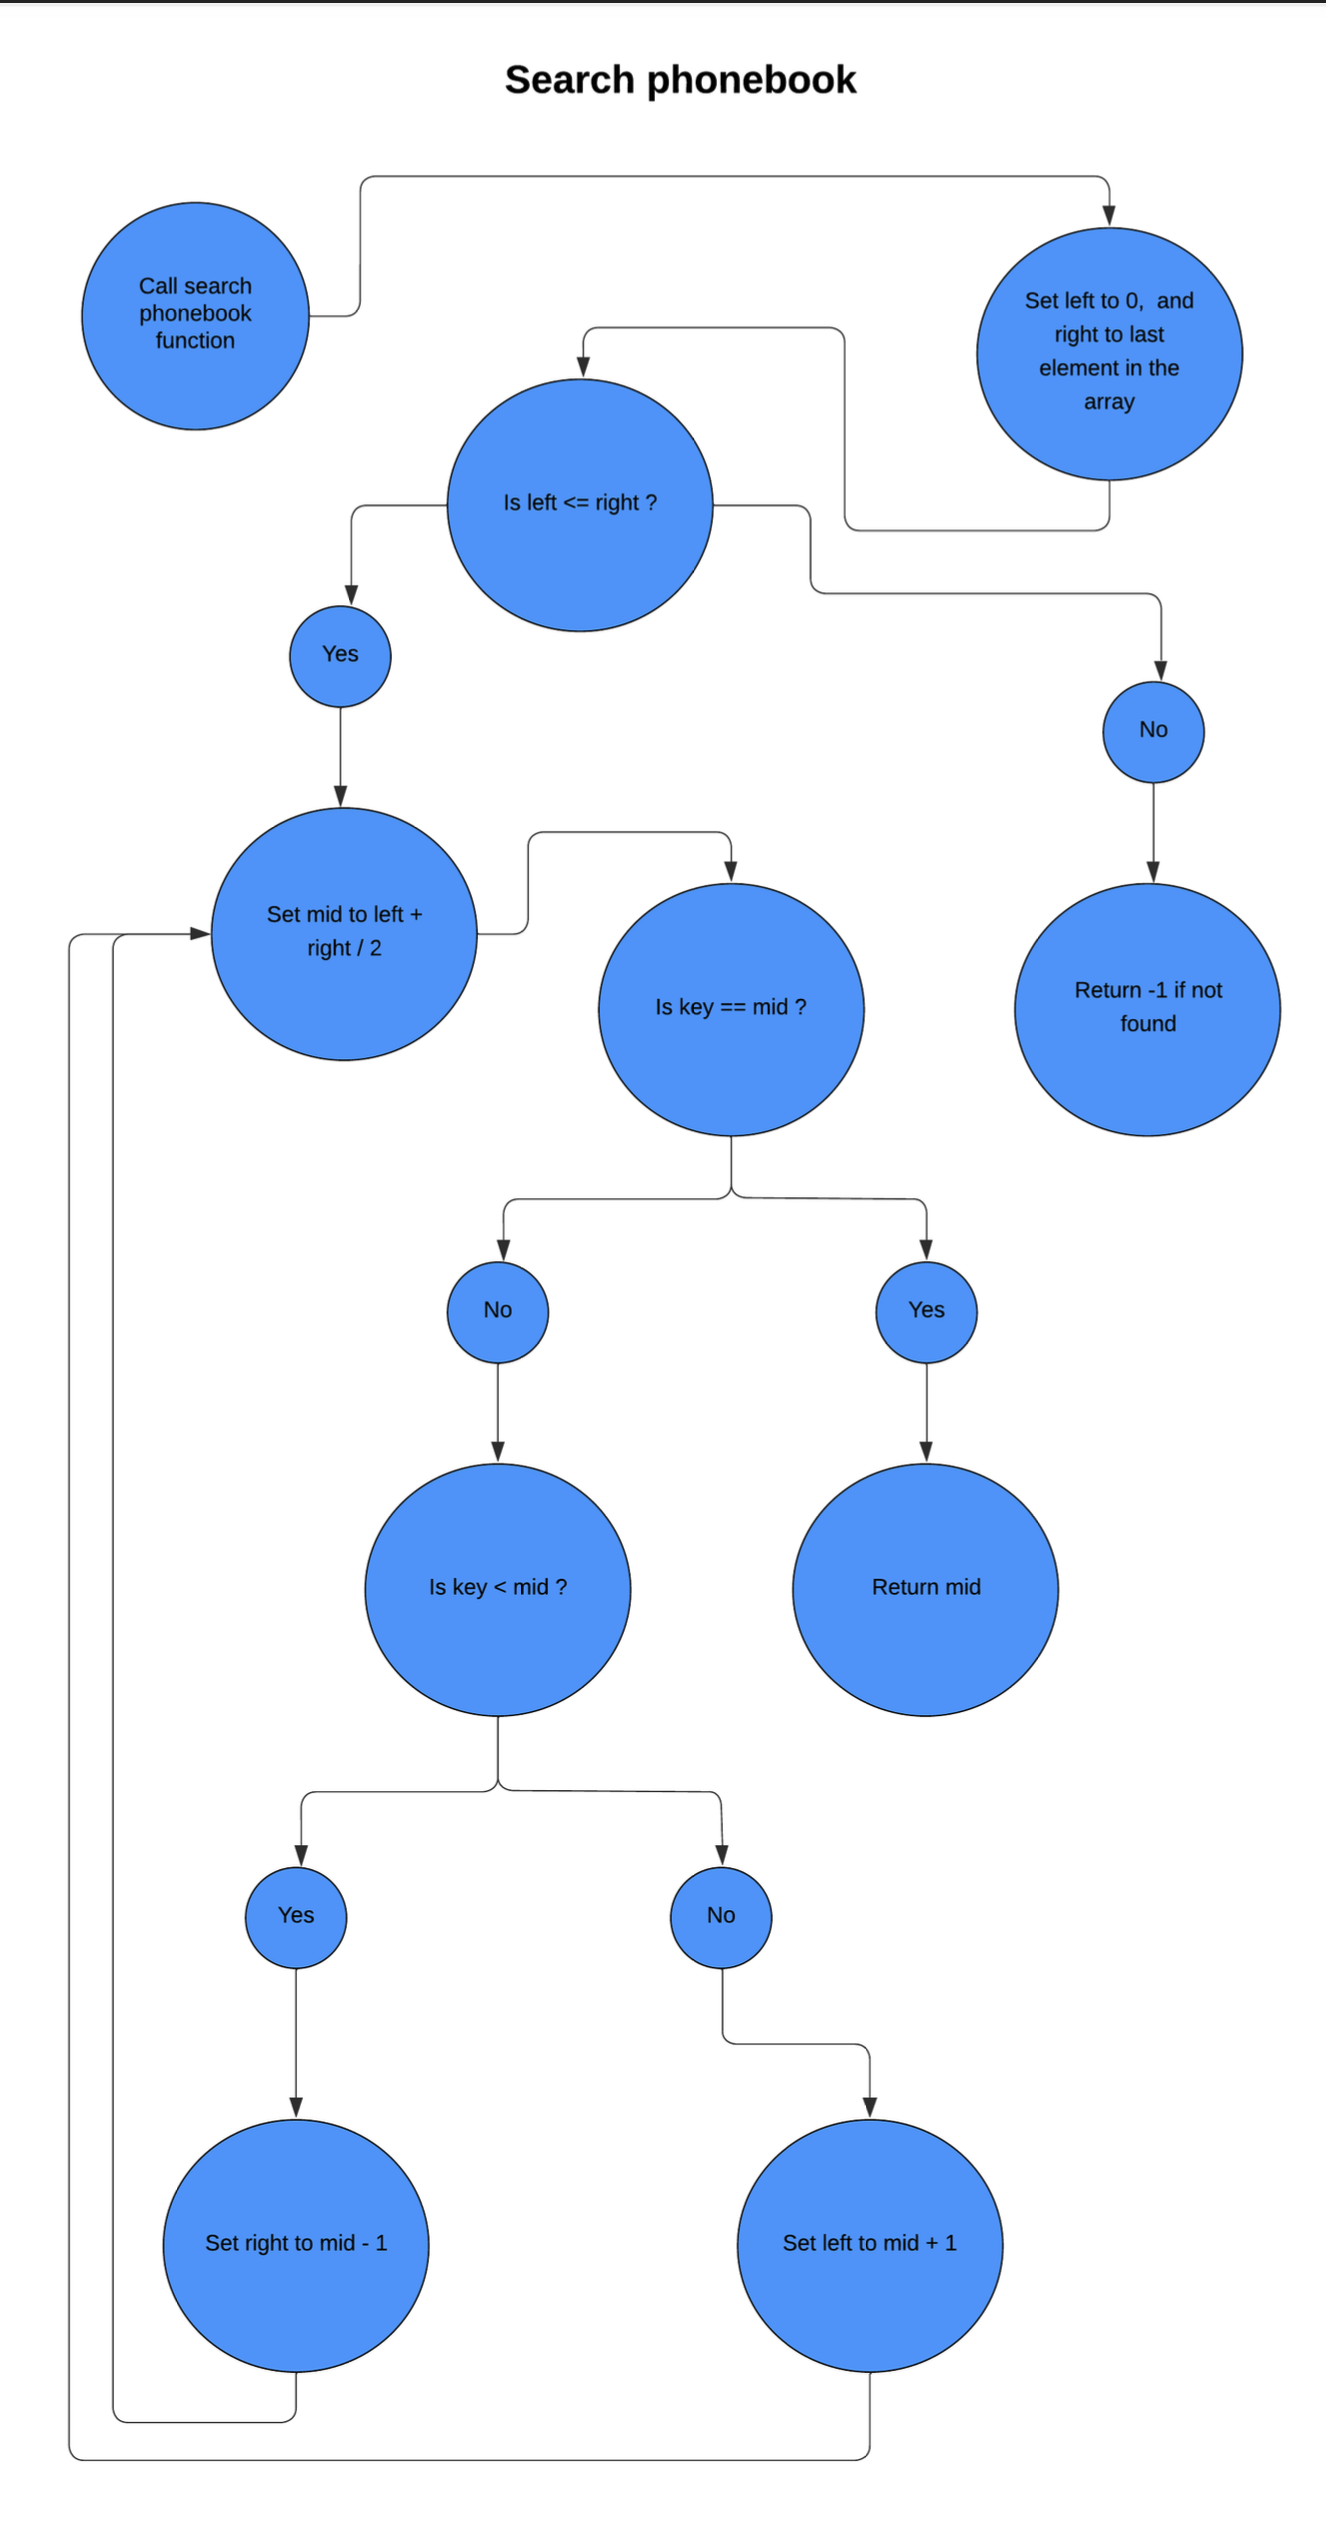 Search phonebook
Call search
phonebook
function
Set left to 0,  and
right to last
element in the
array
Is left <= right ?
Yes
No
Set mid to left +
right / 2
Is key == mid ?
Return -1 if not
found
No
Yes
Is key < mid ?
Return mid
Yes
No
Set right to mid - 1
Set left to mid + 1